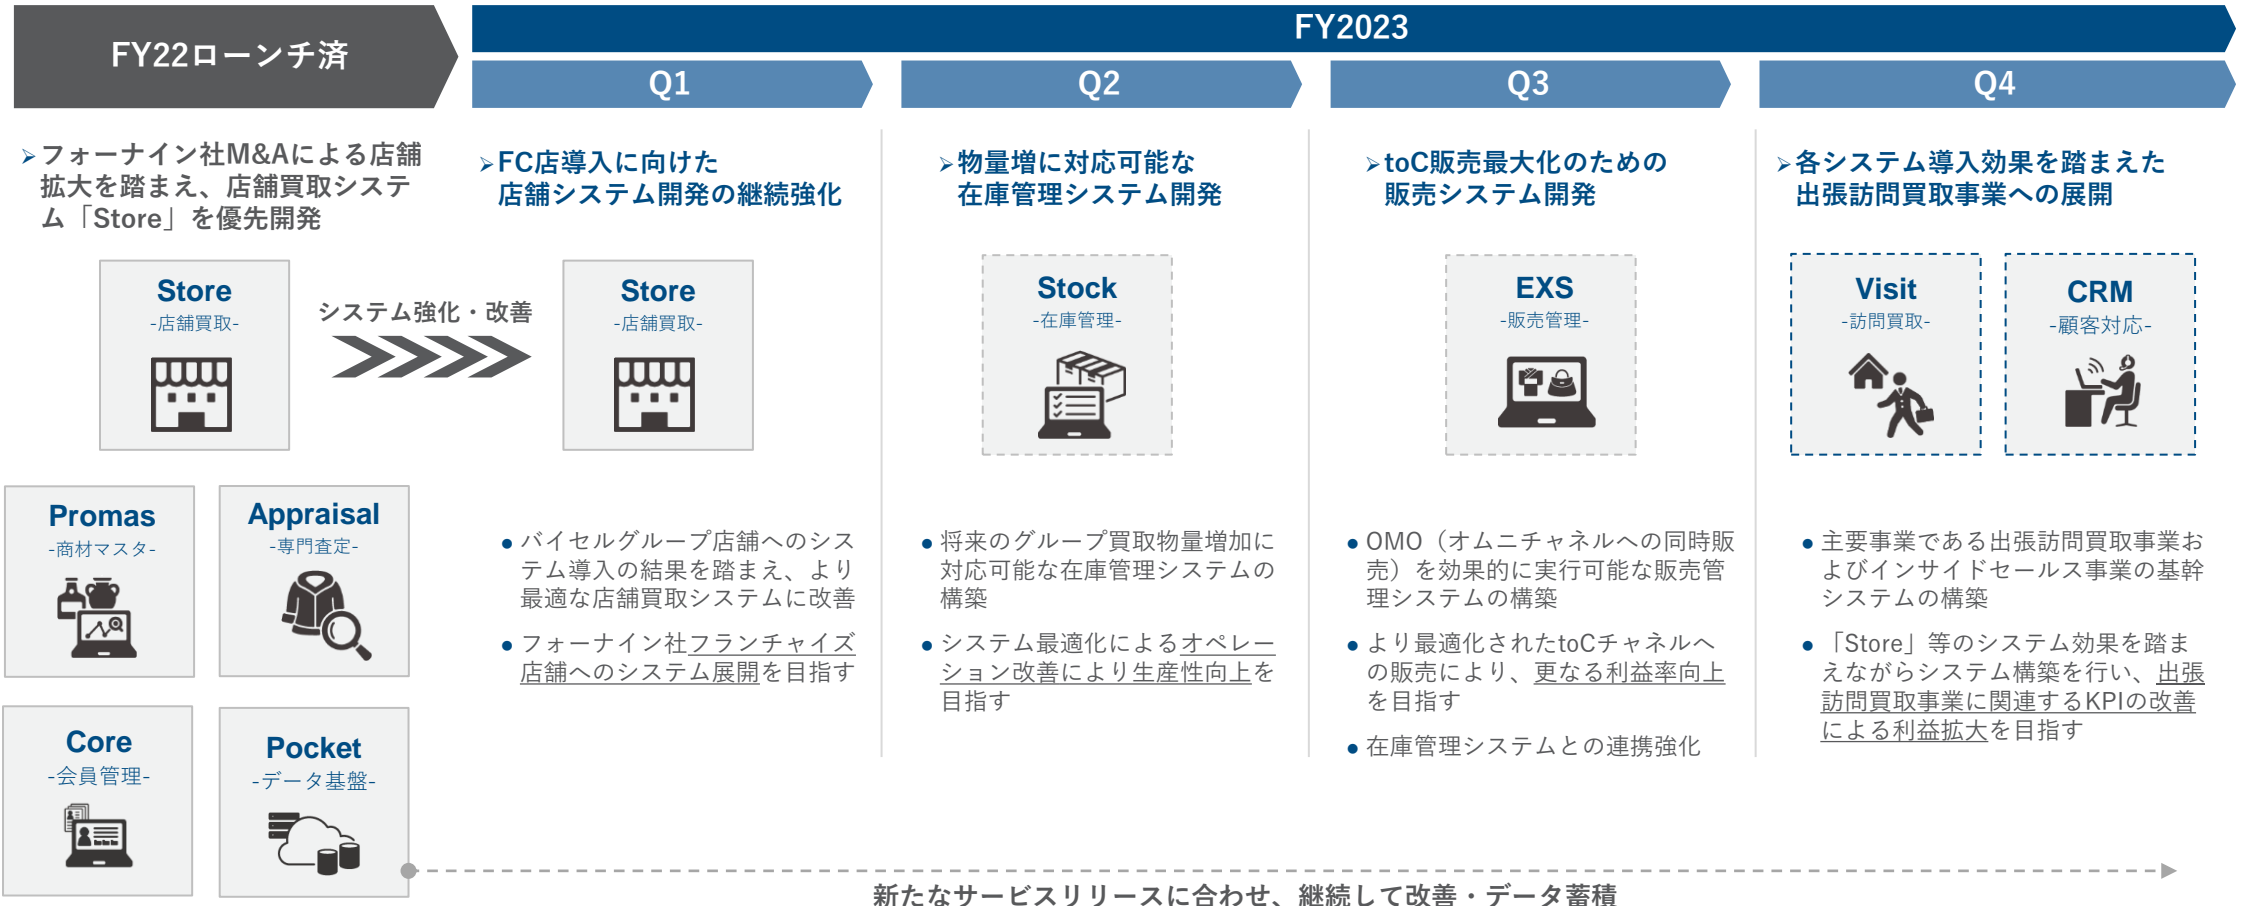 FY22ローンチ済
FY2023
Q1
Q2
Q3
Q4
➢フォーナイン社M&Aによる店舗
拡大を踏まえ、店舗買取システ
ム「Store」を優先開発
➢FC店導入に向けた
店舗システム開発の継続強化
➢物量増に対応可能な
在庫管理システム開発
➢toC販売最大化のための
販売システム開発
➢各システム導入効果を踏まえた
出張訪問買取事業への展開
Store
-店舗買取-
システム強化・改善
Store
-店舗買取-
Stock
-在庫管理-
EXS
-販売管理-
Visit
-訪問買取-
CRM
-顧客対応-
Promas
-商材マスタ-
Appraisal
-専門査定-
Core
-会員管理-
Pocket
-データ基盤-
●バイセルグループ店舗へのシス
テム導入の結果を踏まえ、より
最適な店舗買取システムに改善
●フォーナイン社フランチャイズ
店舗へのシステム展開を目指す
●将来のグループ買取物量増加に
対応可能な在庫管理システムの
構築
●システム最適化によるオペレー
ション改善により生産性向上を
目指す
●OMO（オムニチャネルへの同時販
売）を効果的に実行可能な販売管
理システムの構築
●より最適化されたtoCチャネルへ
の販売により、更なる利益率向上
を目指す
●在庫管理システムとの連携強化
●主要事業である出張訪問買取事業お
よびインサイドセールス事業の基幹
システムの構築
●「Store」等のシステム効果を踏ま
えながらシステム構築を行い、出張
訪問買取事業に関連するKPIの改善
による利益拡大を目指す
新たなサービスリリースに合わせ、継続して改善・データ蓄積